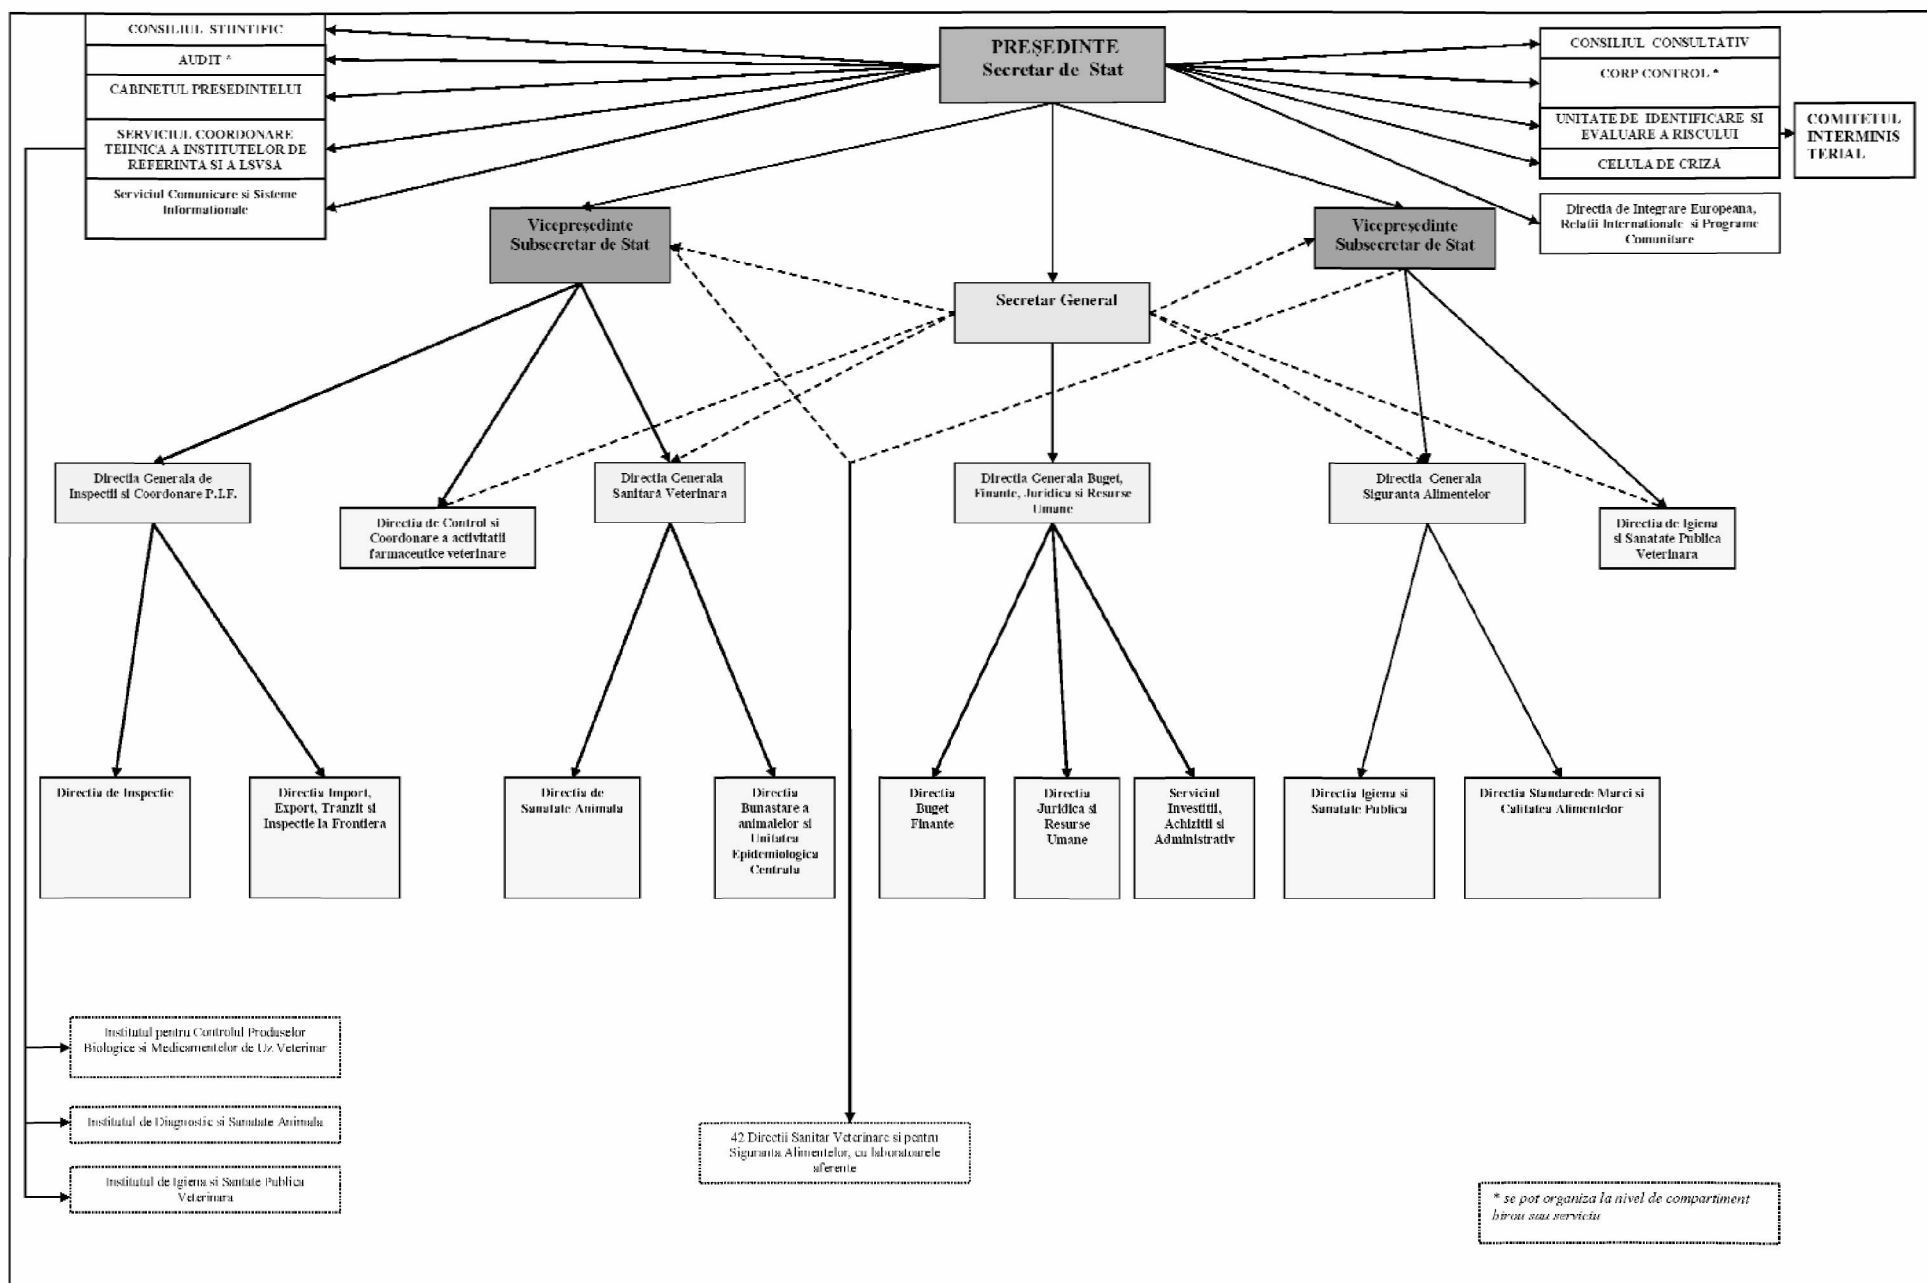 CONSILIUL STIINTIFIC
AUDIT *
CABINETUL PRESEDINTELUI
SERVICIUL COORDONARE
TEHNICA A INSTITUTELOR DE
REFERINTA SI A LSVSA
Serviciul Comunicare si Sisteme
Informationale
PREȘEDINTE
Secretar de Stat
CONSILIUL CONSULTATIV
CORP CONTROL *
UNITATE DE IDENTIFICARE SI
EVALUARE A RISCULUI
CELULA DE CRIZĂ
COMITETUL
INTERMINIS
TERIAL
Directia de Integrare Europeana,
Relatii Internationale si Programe
Comunitare
Vicepreședinte
Subsecretar de Stat
Vicepreședinte
Subsecretar de Stat
Secretar General
Directia Generala de
Inspectii si Coordonare P.I.F.
Directia de Control si
Coordonare a activitatii
farmaceutice veterinare
Directia Generala
Sanitară Veterinara
Directia Generala Buget,
Finante, Juridica si Resurse
Umane
Directia Generala
Siguranta Alimentelor
Directia de Igiena
si Sanatate Publica
Veterinara
Directia de Inspectie
Directia Import,
Export, Tranzit si
Inspectie la Frontiera
Directia de
Sanatate Animala
Directia
Bunastare a
animalelor si
Unitatea
Epidemiologica
Centrala
Directia
Buget
Finante
Directia
Juridica si
Resurse
Umane
Serviciul
Investitii,
Achizitii si
Administrativ
Directia Igiena si
Sanatate Publica
Directia Standarede Marci si
Calitatea Alimentelor
Institutul pentru Controlul Produselor
Biologice si Medicamentelor de Uz Veterinar
Institutul de Diagnostic si Sanatate Animala
Institutul de Igiena si Santate Publica
Veterinara
42 Directii Sanitar Veterinare si pentru
Siguranta Alimentelor, cu laboratoarele
aferente
* se pot organiza la nivel de compartiment
birou sau serviciu